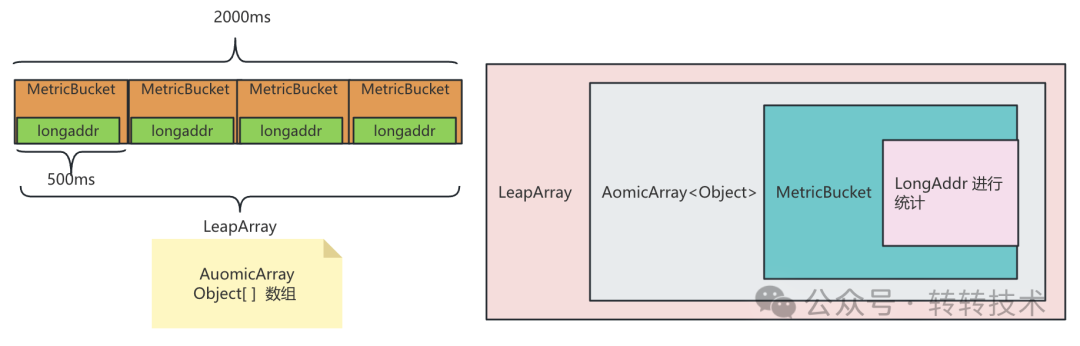 2000ms
MetricBucket
MetricBucket
MetricBucket
MetricBucket
longaddr
longaddr
longaddr
longaddr
500ms
LeapArray
AuomicArray
Object[ ] 数组
LeapArray
AomicArray<Object>
MetricBucket
LongAddr 进行
统计
公众号 · 转转技术